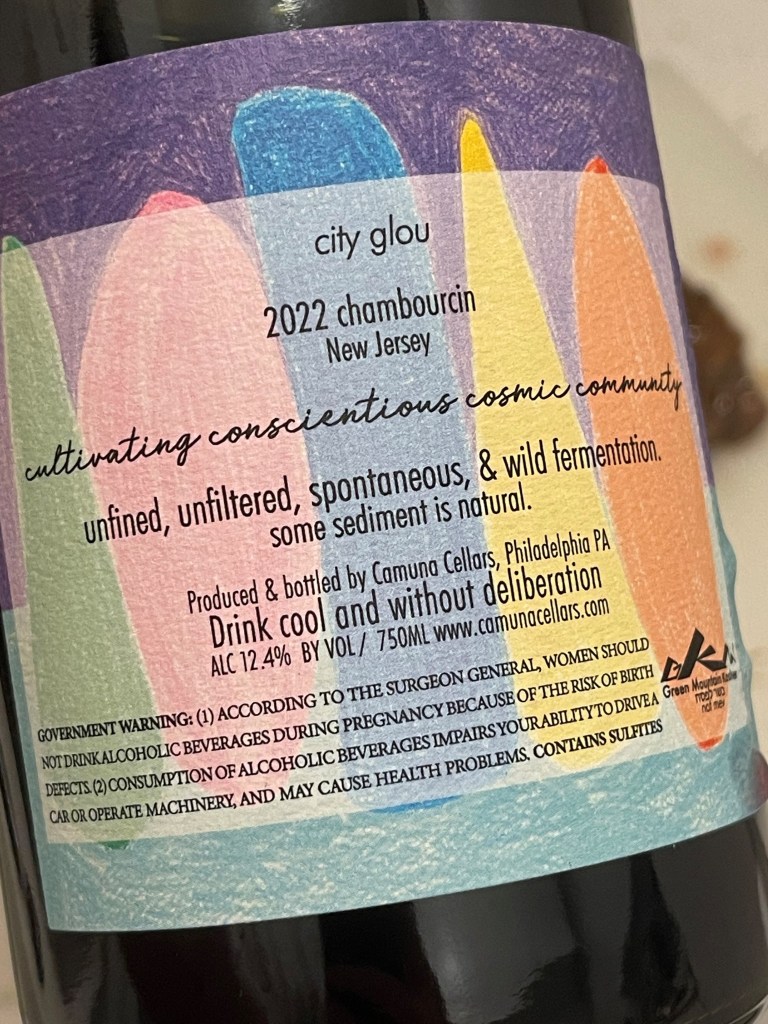 city glou
2022 chambourcin
New Jersey
cultivating conscientious cosmic community
unfined, unfiltered, spontaneous, & wild fermentation.
some sediment is natural.
Produced & bottled by Camuna Cellars, Philadelphia PA
Drink cool and without deliberation
ALC 12.4% BY VOL / 750ML www.camunacellars.com
GOVERNMENT WARNING: (1) ACCORDING TO THE SURGEON GENERAL, WOMEN SHOULD
NOT DRINK ALCOHOLIC BEVERAGES DURING PREGNANCY BECAUSE OF THE RISK OF BIRTH
DEFECTS. (2) CONSUMPTION OF ALCOHOLIC BEVERAGES IMPAIRS YOUR ABILITY TO DRIVE A
CAR OR OPERATE MACHINERY, AND MAY CAUSE HEALTH PROBLEMS. CONTAINS SULFITES
Green Mountain